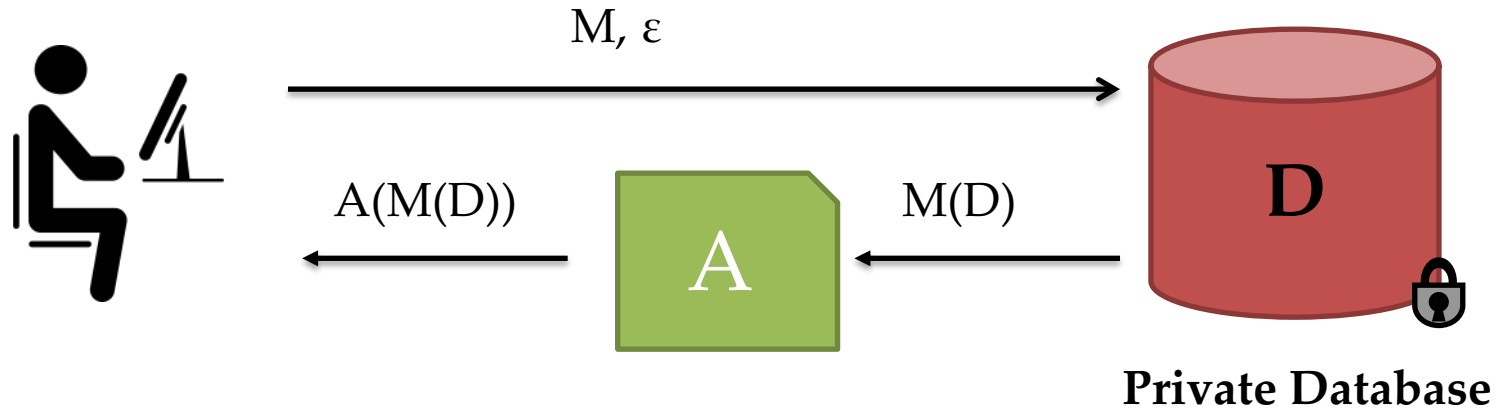 M, ε
A(M(D))
A
M(D)
D
Private Database